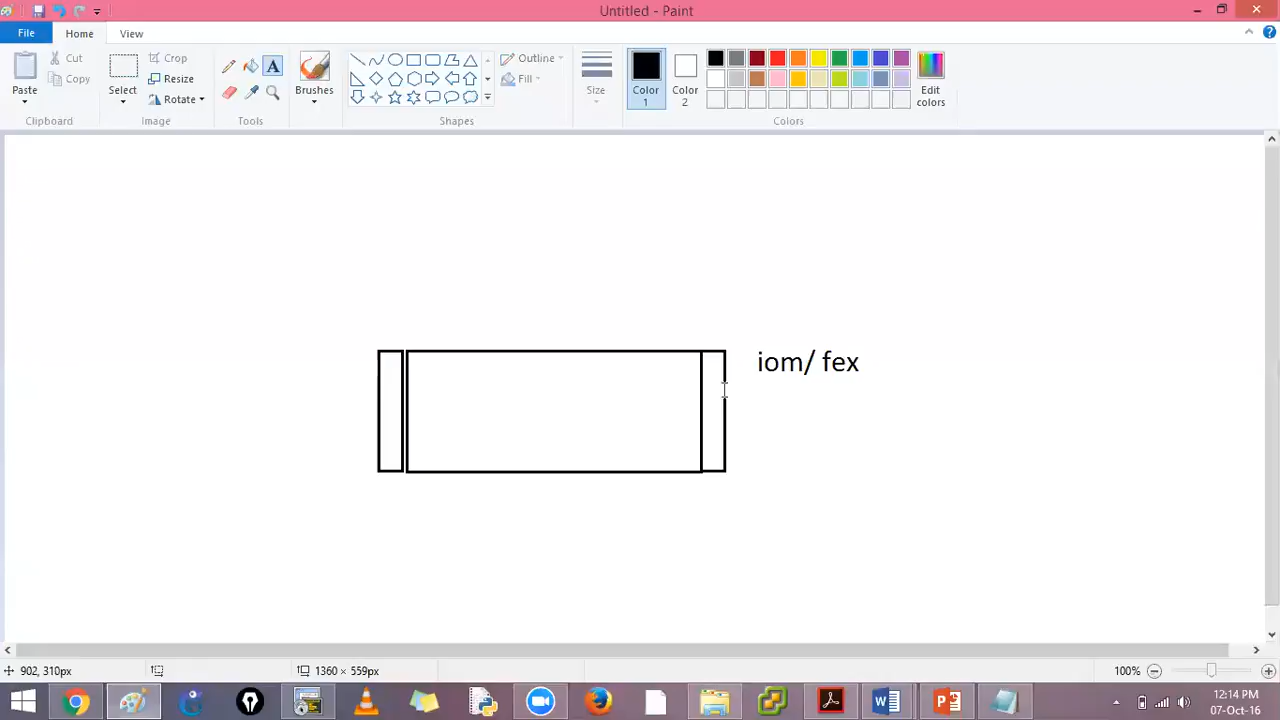 Untitled - Paint
File
Home
View
Paste
Cut
Copy
Clipboard
Select
Crop
Resize
Rotate
Image
A
Tools
Brushes
Outline
Fill
Shapes
Size
Color
1
Color
2
Edit
colors
Colors
iom/ fex
902, 310px
1360 × 559px
100%
12:14 PM
07-Oct-16